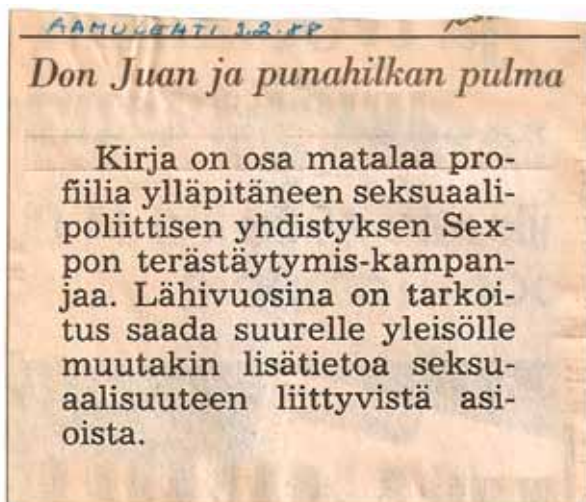 AAMULEHTI 3.2.88
Don Juan ja punahilkan pulma
Kirja on osa matalaa pro-
fiilia ylläpitäneen seksuaali-
poliittisen yhdistyksen Sex-
pon terästäytymis-kampan-
jaa. Lähivuosina on tarkoi-
tus saada suurelle yleisölle
muutakin lisätietoa seksu-
aalisuuteen liittyvistä asi-
oista.